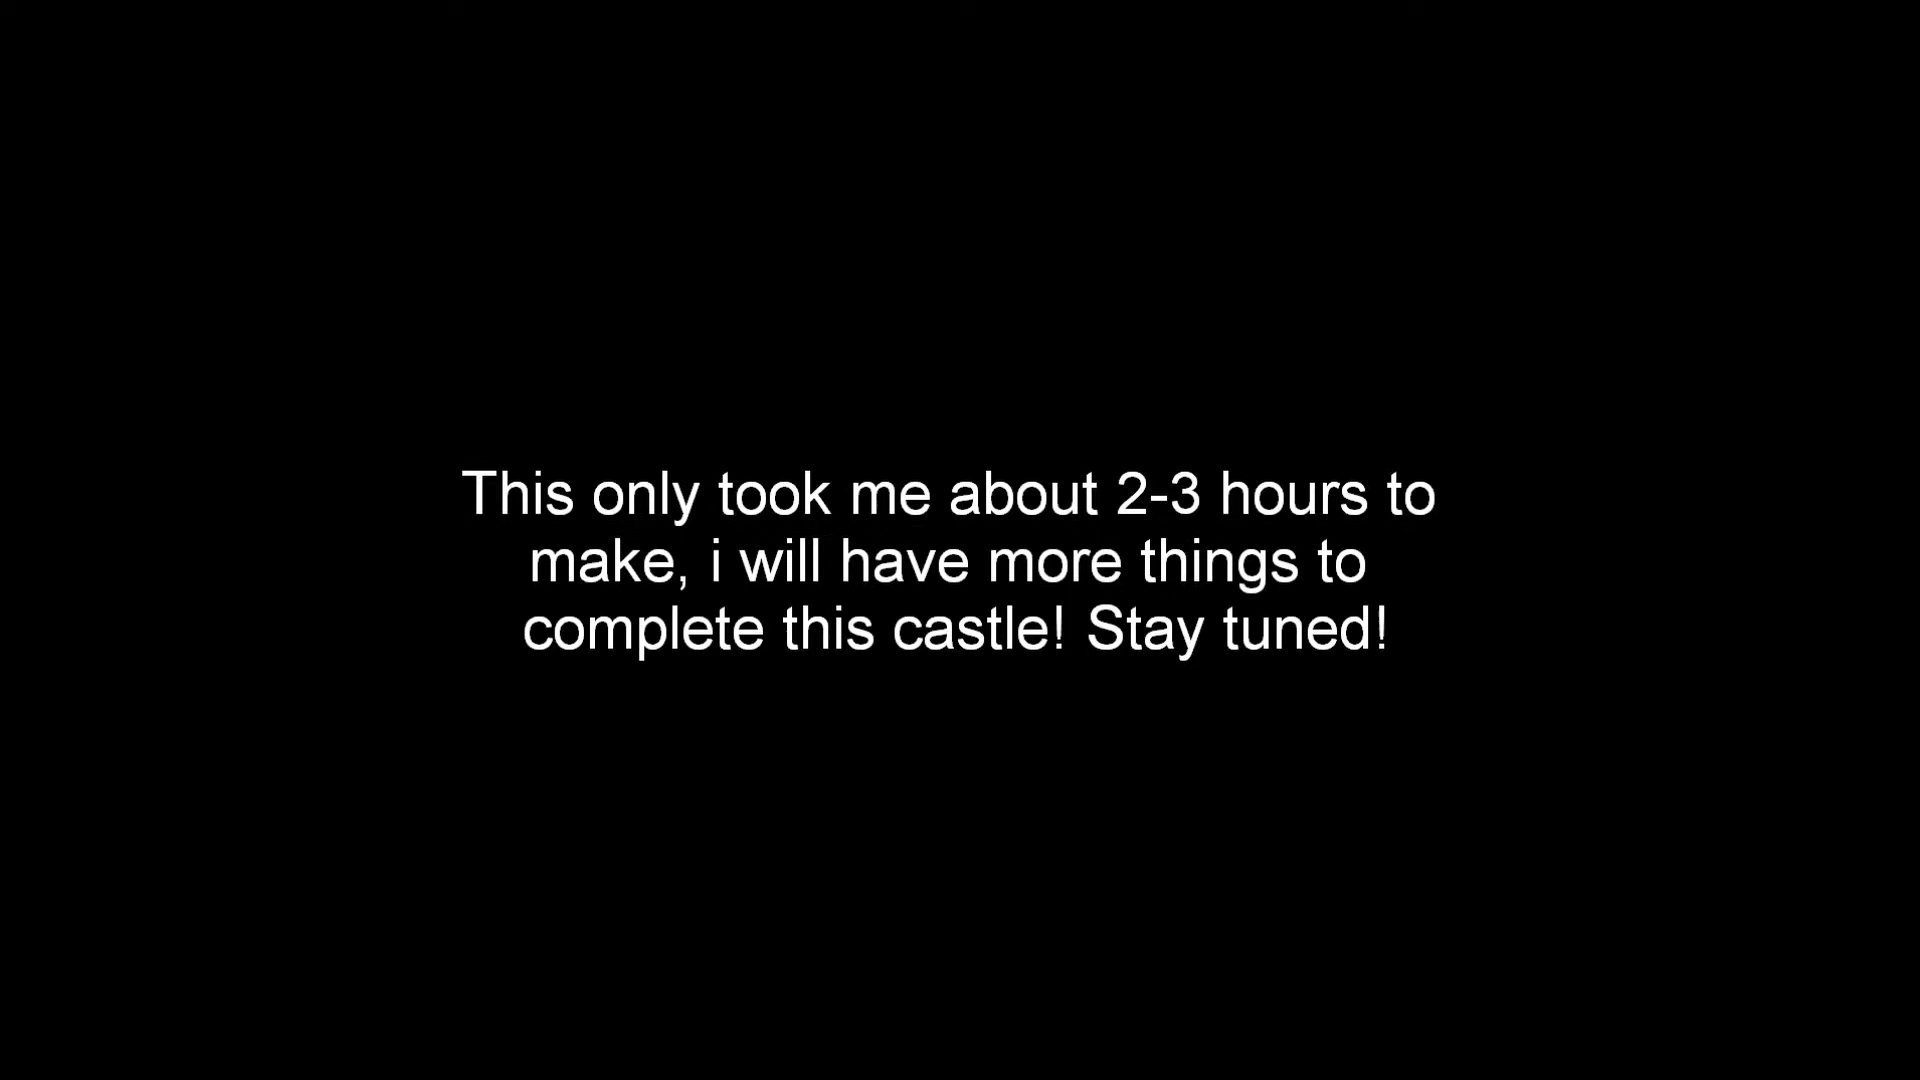 This only took me about 2-3 hours to
make, i will have more things to
complete this castle! Stay tuned!